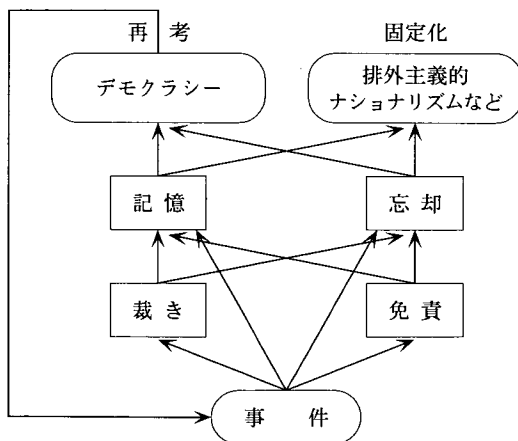 再考
固定化
デモクラシー
排外主義的
ナショナリズムなど
記憶
忘却
裁き
免責
事件